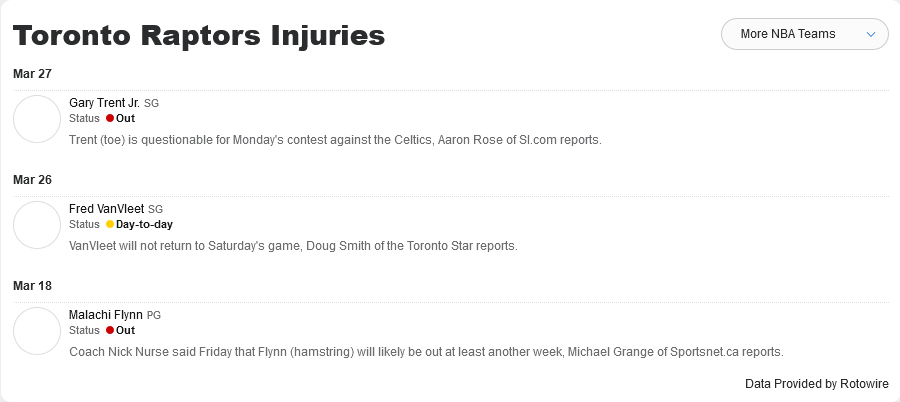 Toronto Raptors Injuries
More NBA Teams
Mar 27
Gary Trent Jr. SG
Status Out
Trent (toe) is questionable for Monday's contest against the Celtics, Aaron Rose of SI.com reports.
Mar 26
Fred VanVleet SG
Status Day-to-day
VanVleet will not return to Saturday's game, Doug Smith of the Toronto Star reports.
Mar 18
Malachi Flynn PG
Status Out
Coach Nick Nurse said Friday that Flynn (hamstring) will likely be out at least another week, Michael Grange of Sportsnet.ca reports.
Data Provided by Rotowire